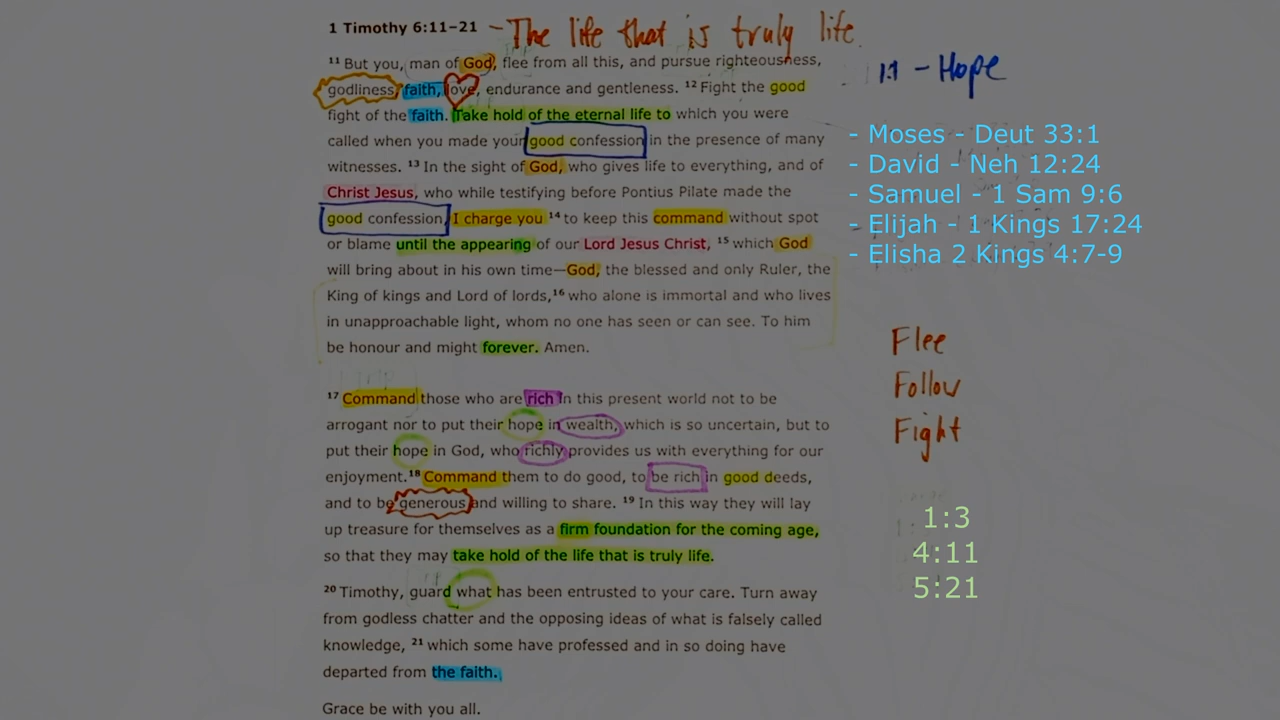 1 Timothy 6:11–21 - The life that is truly life
11 But you, man of God, flee from all this, and pursue righteousness,
godliness, faith, love, endurance and gentleness. 12 Fight the good
fight of the faith. Take hold of the eternal life to which you were
called when you made your good confession in the presence of many
witnesses. 13 In the sight of God, who gives life to everything, and of
Christ Jesus, who while testifying before Pontius Pilate made the
good confession, I charge you 14 to keep this command without spot
or blame until the appearing of our Lord Jesus Christ, 15 which God
will bring about in his own time—God, the blessed and only Ruler, the
King of kings and Lord of lords, 16 who alone is immortal and who lives
in unapproachable light, whom no one has seen or can see. To him
be honour and might forever. Amen.
17 Command those who are rich in this present world not to be
arrogant nor to put their hope in wealth, which is so uncertain, but to
put their hope in God, who richly provides us with everything for our
enjoyment. 18 Command them to do good, to be rich in good deeds,
and to be generous and willing to share. 19 In this way they will lay
up treasure for themselves as a firm foundation for the coming age,
so that they may take hold of the life that is truly life.
20 Timothy, guard what has been entrusted to your care. Turn away
from godless chatter and the opposing ideas of what is falsely called
knowledge, 21 which some have professed and in so doing have
departed from the faith.
Grace be with you all.
1:1 - Hope
- Moses - Deut 33:1
- David - Neh 12:24
- Samuel - 1 Sam 9:6
- Elijah - 1 Kings 17:24
- Elisha 2 Kings 4:7-9
Flee
Follow
Fight
1:3
4:11
5:21